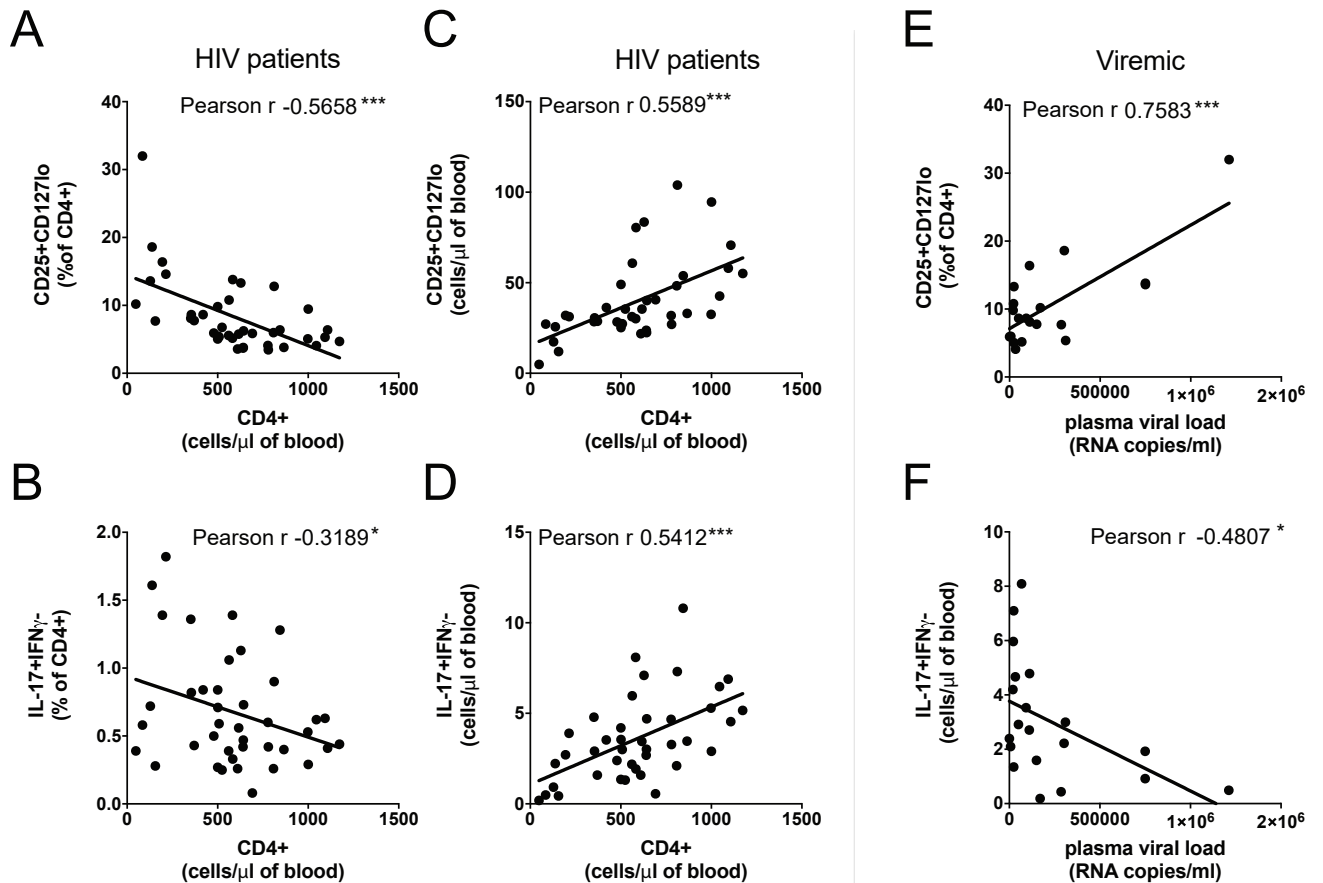 A
HIV patients
Pearson r -0.5658 ***
CD25+CD127lo
(%of CD4+)
40
30
20
10
0
0 500 1000 1500
CD4+
(cells/μl of blood)
C
HIV patients
Pearson r 0.5589***
CD25+CD127lo
(cells/μl of blood)
150
100
50
0
0 500 1000 1500
CD4+
(cells/μl of blood)
E
Viremic
Pearson r 0.7583 ***
CD25+CD127lo
(%of CD4+)
40
30
20
10
0
0 500000 1×10⁶ 2×10⁶
plasma viral load
(RNA copies/ml)
B
Pearson r -0.3189 *
IL-17+IFNγ-
(% of CD4+)
2.0
1.5
1.0
0.5
0.0
0 500 1000 1500
CD4+
(cells/μl of blood)
D
Pearson r 0.5412***
IL-17+IFNγ-
(cells/μl of blood)
15
10
5
0
0 500 1000 1500
CD4+
(cells/μl of blood)
F
Pearson r -0.4807 *
IL-17+IFNγ-
(cells/μl of blood)
10
8
6
4
2
0
0 500000 1×10⁶ 2×10⁶
plasma viral load
(RNA copies/ml)